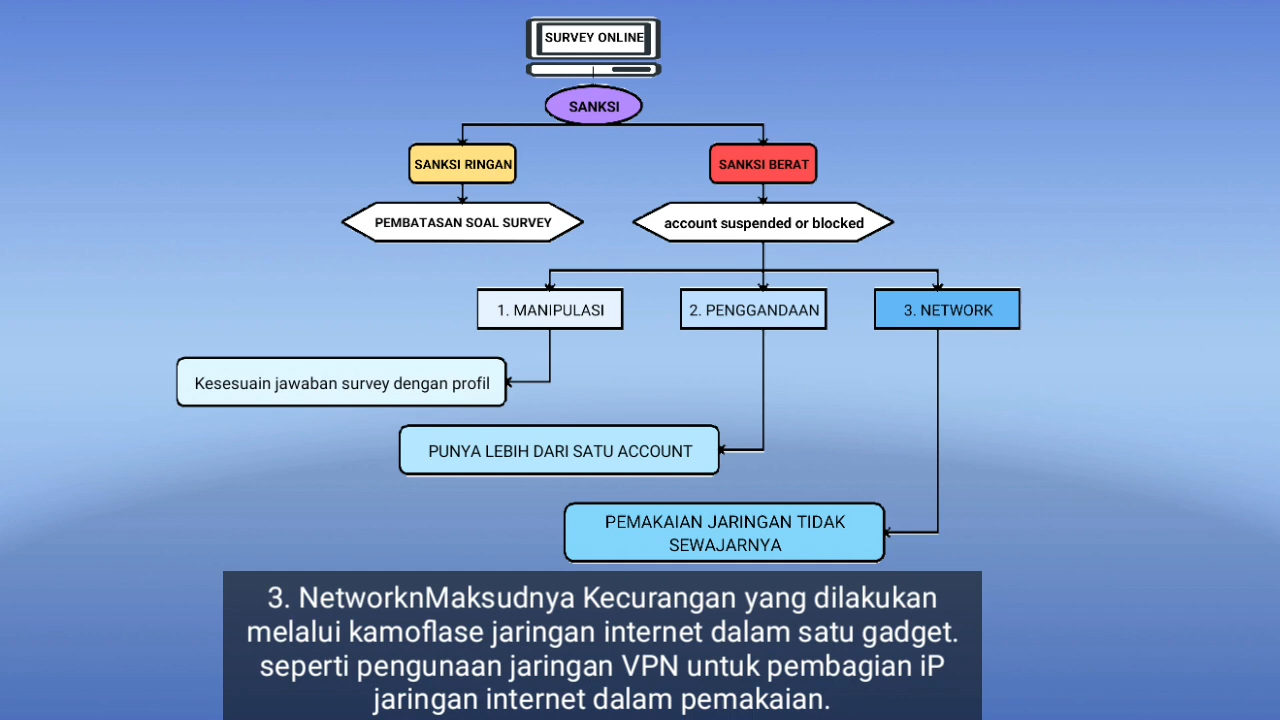 SURVEY ONLINE
SANKSI
SANKSI RINGAN
SANKSI BERAT
PEMBATASAN SOAL SURVEY
account suspended or blocked
1. MANIPULASI
2. PENGGANDAAN
3. NETWORK
Kesesuain jawaban survey dengan profil
PUNYA LEBIH DARI SATU ACCOUNT
PEMAKAIAN JARINGAN TIDAK
SEWAJARNYA
3. NetworknMaksudnya Kecurangan yang dilakukan
melalui kamoflase jaringan internet dalam satu gadget.
seperti pengunaan jaringan VPN untuk pembagian iP
jaringan internet dalam pemakaian.